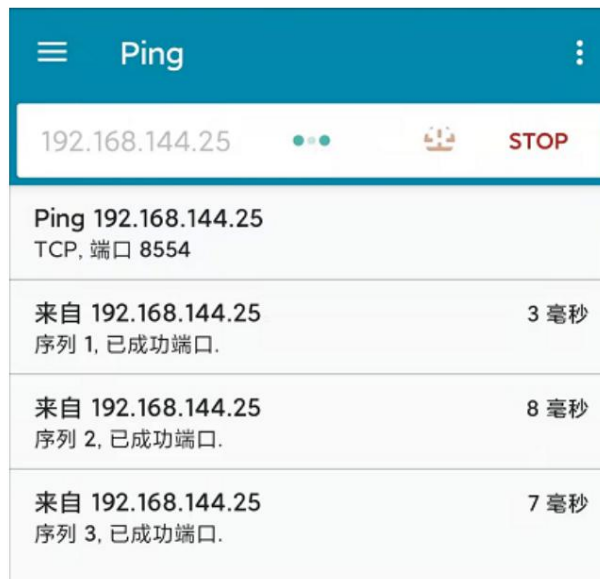 Ping
192.168.144.25
STOP
Ping 192.168.144.25
TCP, 端口 8554
来自 192.168.144.25
3 毫秒
序列 1, 已成功端口.
来自 192.168.144.25
8 毫秒
序列 2, 已成功端口.
来自 192.168.144.25
7 毫秒
序列 3, 已成功端口.